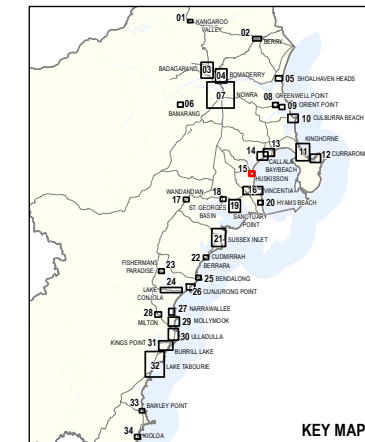 01
KANGAROO
VALLEY
02
BERRY
BADAGARANG
03
04
BOMADERRY
07
NOWRA
05
SHOALHAVEN HEADS
06
BAMARANG
08
GREENWELL POINT
09
ORIENT POINT
10
CULBURRA BEACH
KINGHORNE
11
12
CURRARONG
13
14
CALLALA
BAY/BEACH
15
HUSKISSON
16
VINCENTIA
WANDANDIAN
17
18
ST. GEORGES
BASIN
19
20
HYAMS BEACH
SANCTUARY
POINT
21
SUSSEX INLET
22
CUDMIRRAH
BERRARA
FISHERMANS
PARADISE
23
24
LAKE
CONJOLA
25
BENDALONG
26
CUNJURONG POINT
27
NARRAWALLEE
28
MILTON
29
MOLLYMOOK
30
ULLADULLA
KINGS POINT
31
BURRILL LAKE
32
LAKE TABOURIE
33
BAWLEY POINT
34
KIOLOA
KEY MAP